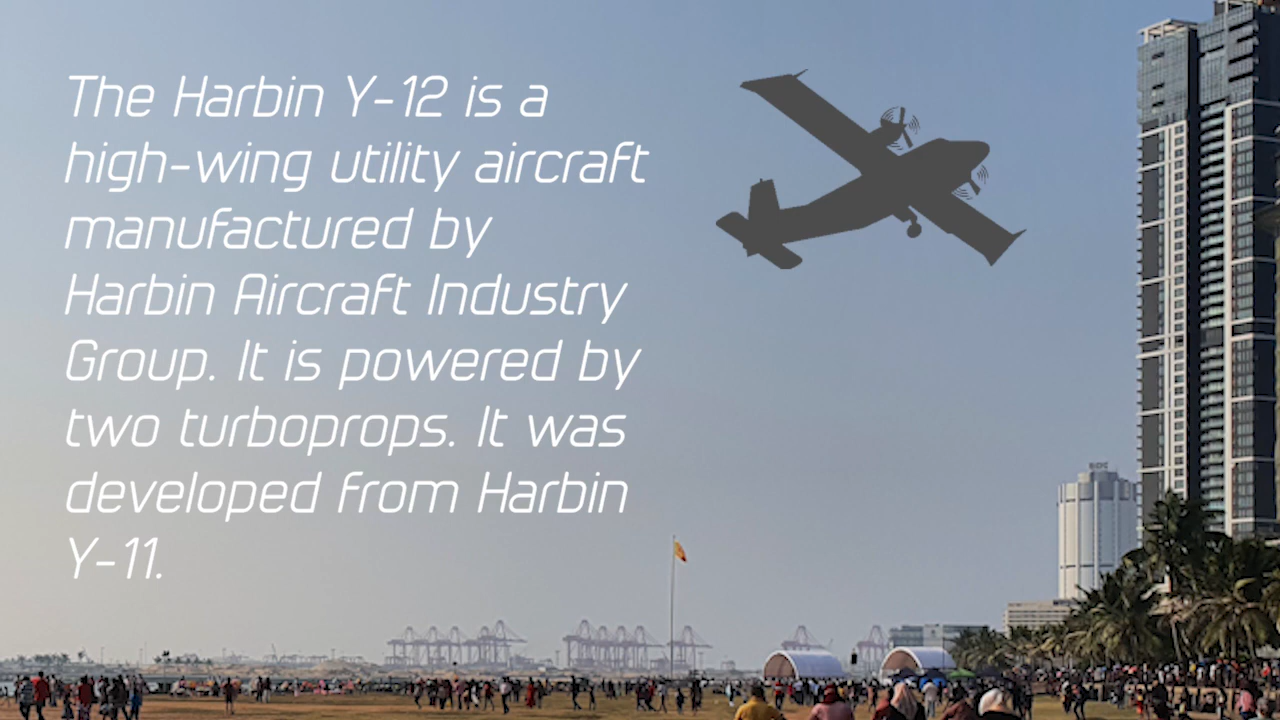 The Harbin Y-12 is a
high-wing utility aircraft
manufactured by
Harbin Aircraft Industry
Group. It is powered by
two turboprops. It was
developed from Harbin
Y-11.